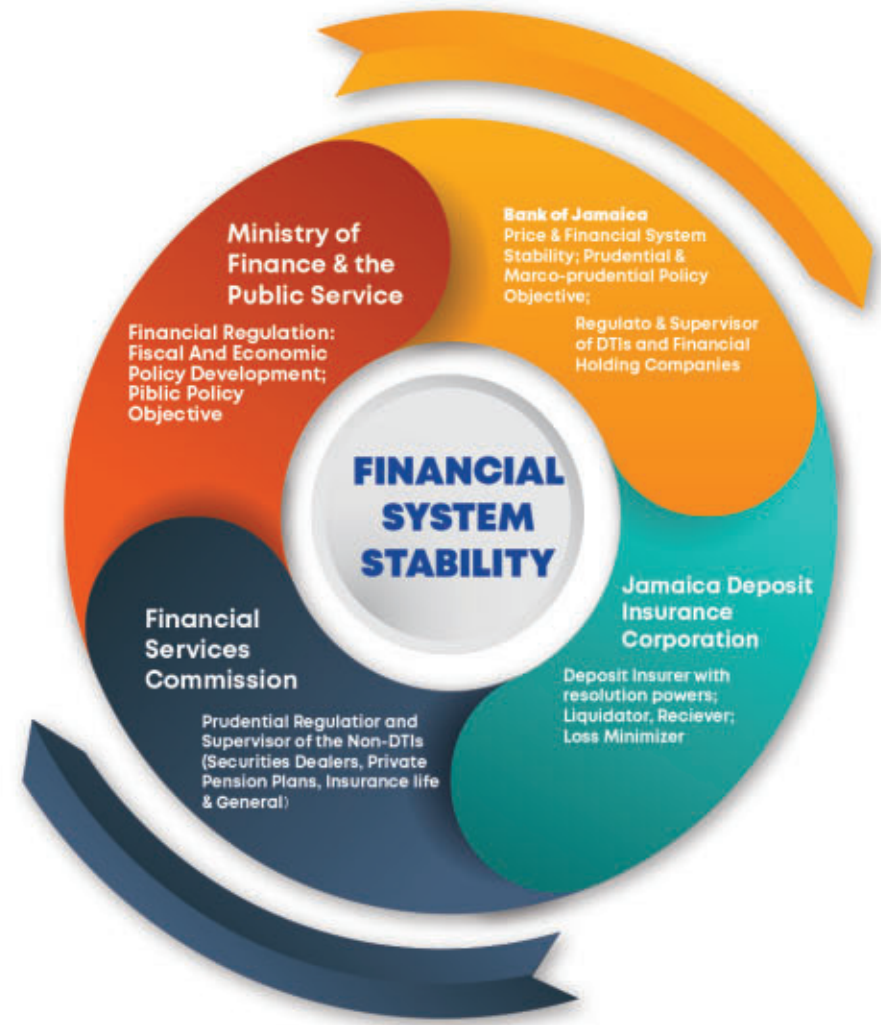 Ministry of
Finance & the
Public Service
Financial Regulation:
Fiscal And Economic
Policy Development;
Piblic Policy
Objective
Bank of Jamaica
Price & Financial System
Stability; Prudential &
Marco-prudential Policy
Objective;
Regulato & Supervisor
of DTIs and Financial
Holding Companies
FINANCIAL
SYSTEM
STABILITY
Jamaica Deposit
Insurance
Corporation
Deposit Insurer with
resolution powers;
Liquidator, Reciever;
Loss Minimizer
Financial
Services
Commission
Prudential Regulatior and
Supervisor of the Non-DTIs
(Securities Dealers, Private
Pension Plans, Insurance life
& General)